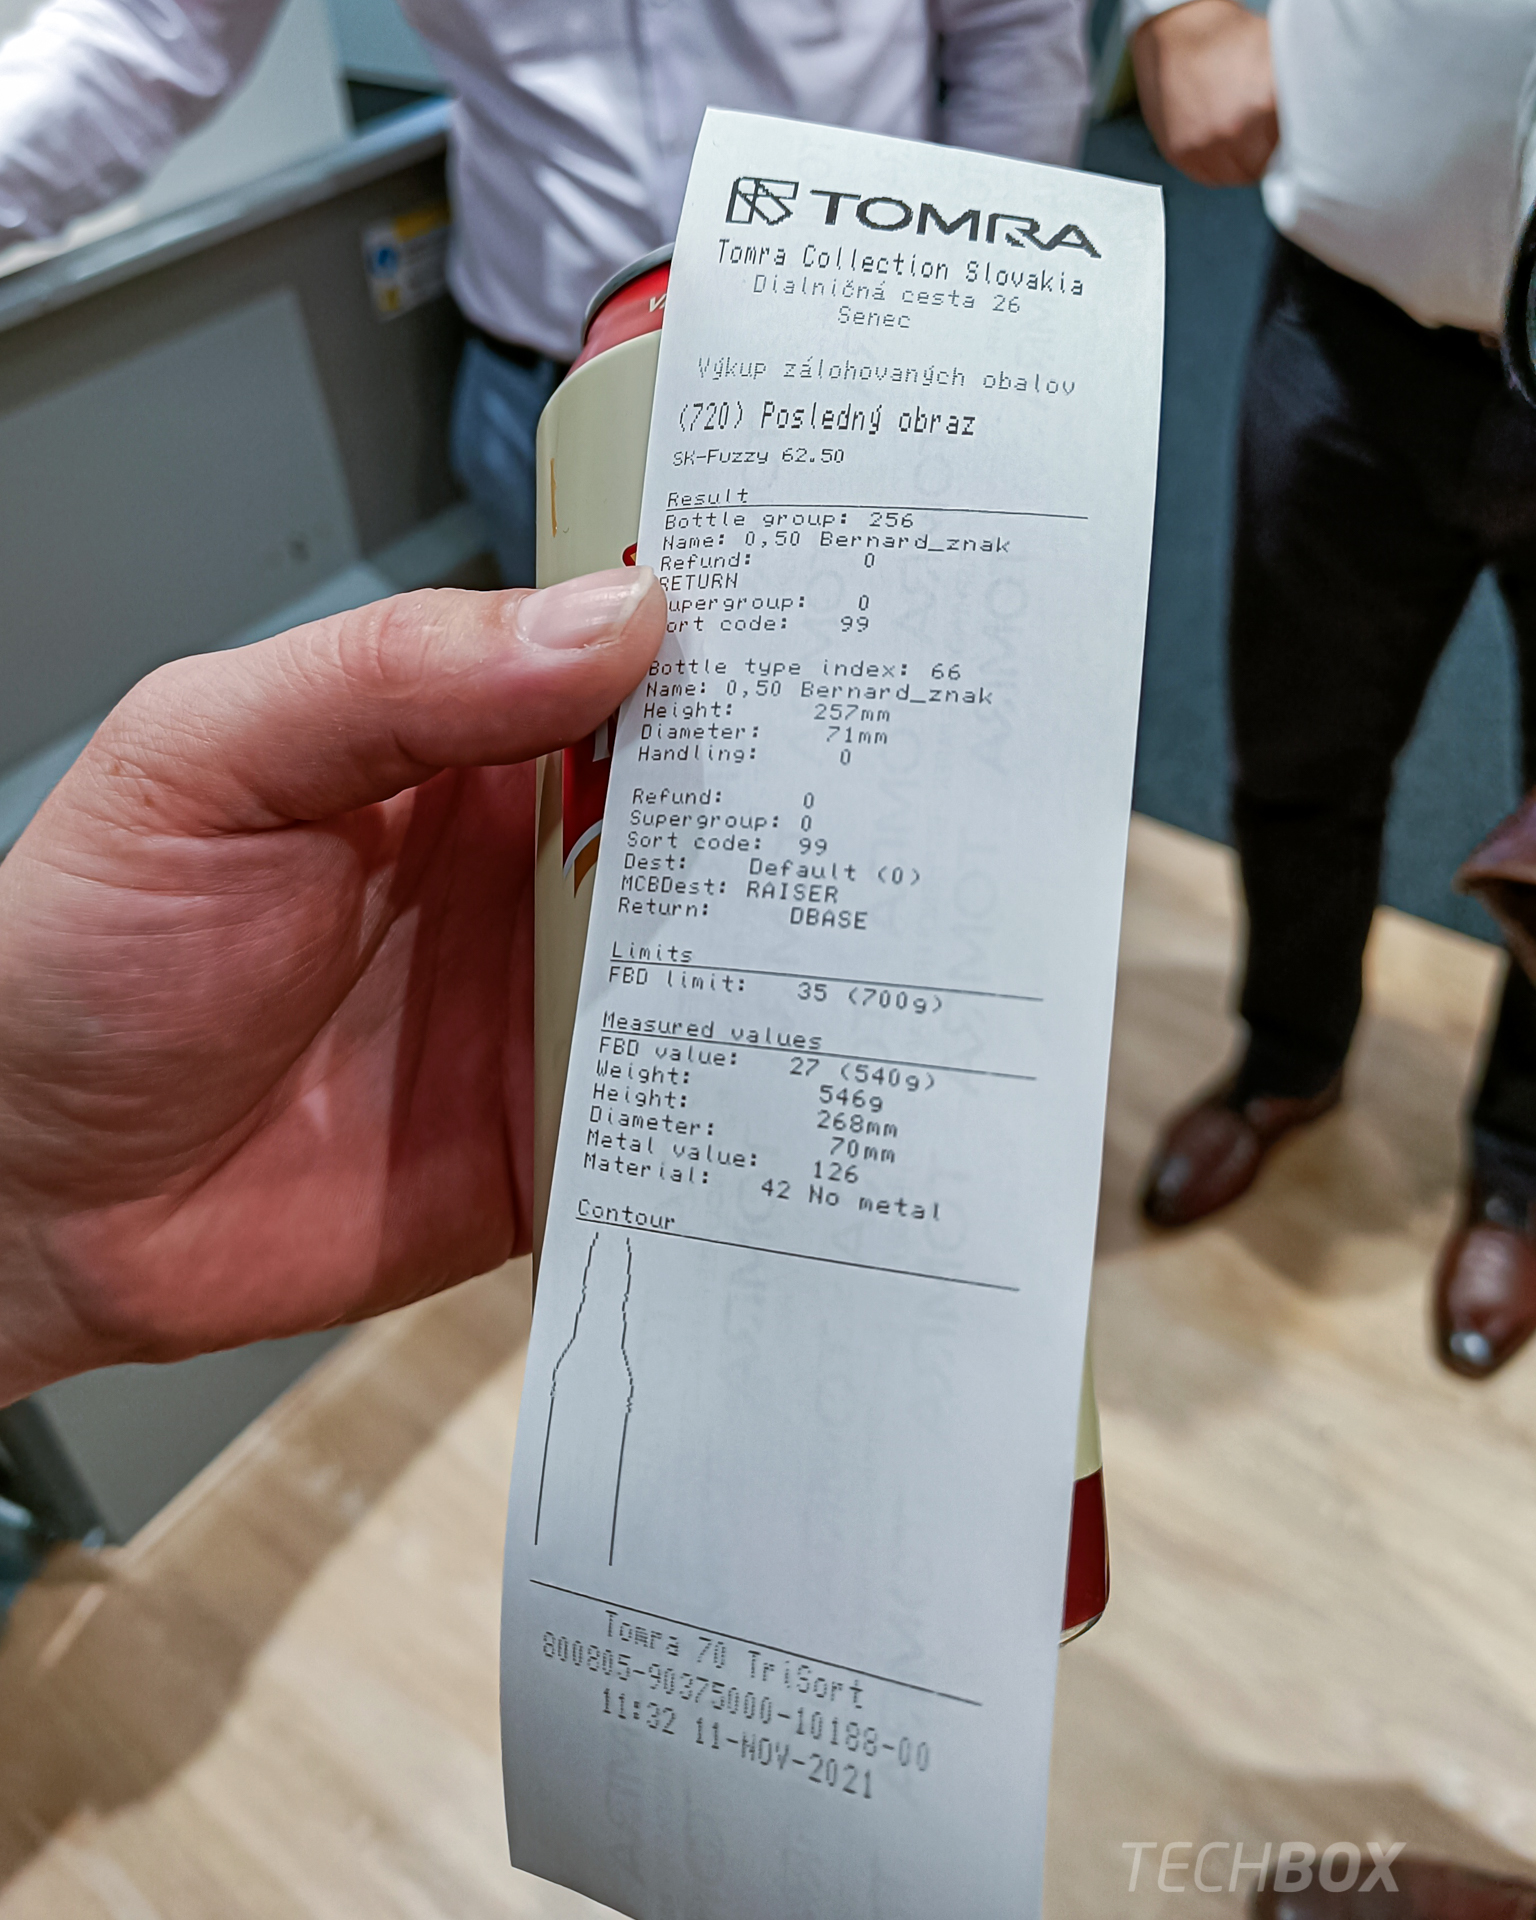 TOMRA
Tomra Collection Slovakia
Dialničná cesta 26
Senec
Výkup zálohovaných obalov
(720) Posledný obraz
SK-Fuzzy 62.50
Result
Bottle group: 256
Name: 0,50 Bernard_znak
Refund: 0
RETURN
upergroup: 0
ort code: 99
Bottle type index: 66
Name: 0,50 Bernard_znak
Height: 257mm
Diameter: 71mm
Handling: 0
Refund: 0
Supergroup: 0
Sort code: 99
Dest: Default (0)
MCBDest: RAISER
Return: DBASE
Limits
FBD limit: 35 (700g)
Measured values
FBD value: 27 (540g)
Weight: 546g
Height: 268mm
Diameter: 70mm
Metal value: 126
Material: 42 No metal
Contour
Tomra 70 TriSort
800805-90375000-10188-00
11:32 11-NOV-2021
TECHBOX